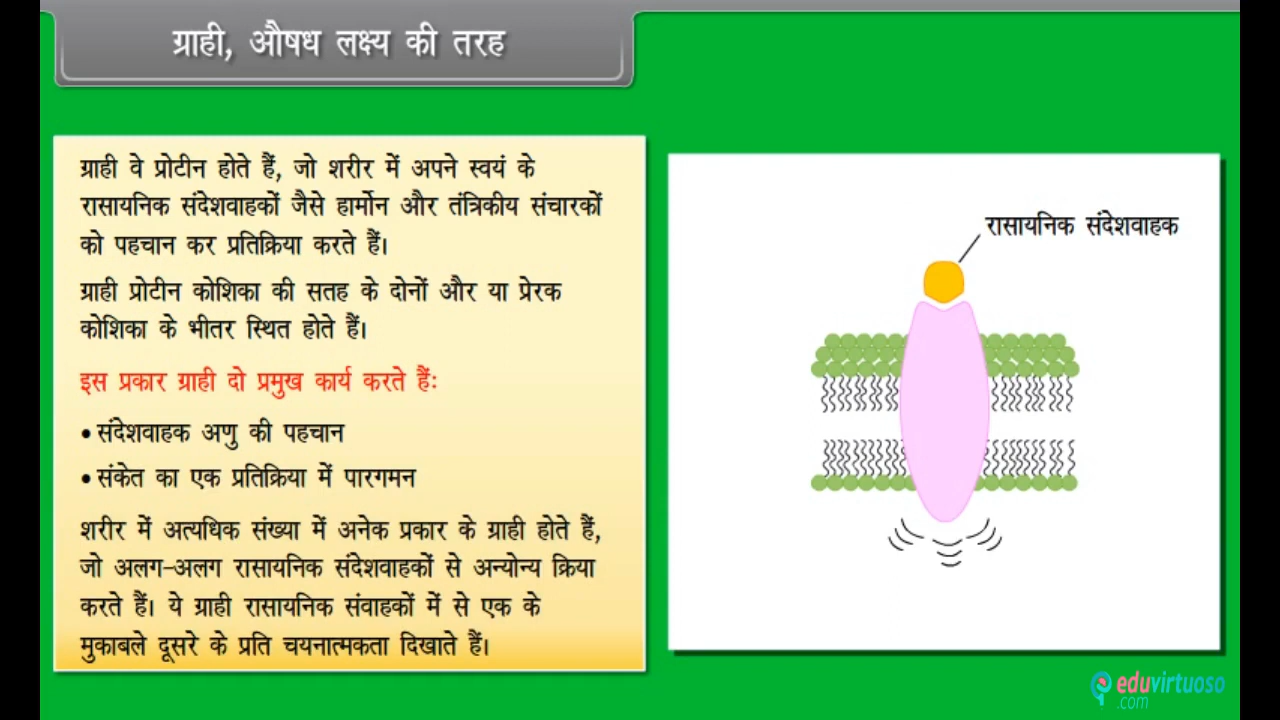 ग्राही, औषध लक्ष्य की तरह
ग्राही वे प्रोटीन होते हैं, जो शरीर में अपने स्वयं के
रासायनिक संदेशवाहकों जैसे हार्मोन और तंत्रिकीय संचारकों
को पहचान कर प्रतिक्रिया करते हैं।
ग्राही प्रोटीन कोशिका की सतह के दोनों और या प्रेरक
कोशिका के भीतर स्थित होते हैं।
इस प्रकार ग्राही दो प्रमुख कार्य करते हैंः
• संदेशवाहक अणु की पहचान
• संकेत का एक प्रतिक्रिया में पारगमन
शरीर में अत्यधिक संख्या में अनेक प्रकार के ग्राही होते हैं,
जो अलग-अलग रासायनिक संदेशवाहकों से अन्योन्य क्रिया
करते हैं। ये ग्राही रासायनिक संवाहकों में से एक के
मुकाबले दूसरे के प्रति चयनात्मकता दिखाते हैं।
रासायनिक संदेशवाहक
eduvirtuoso
.com